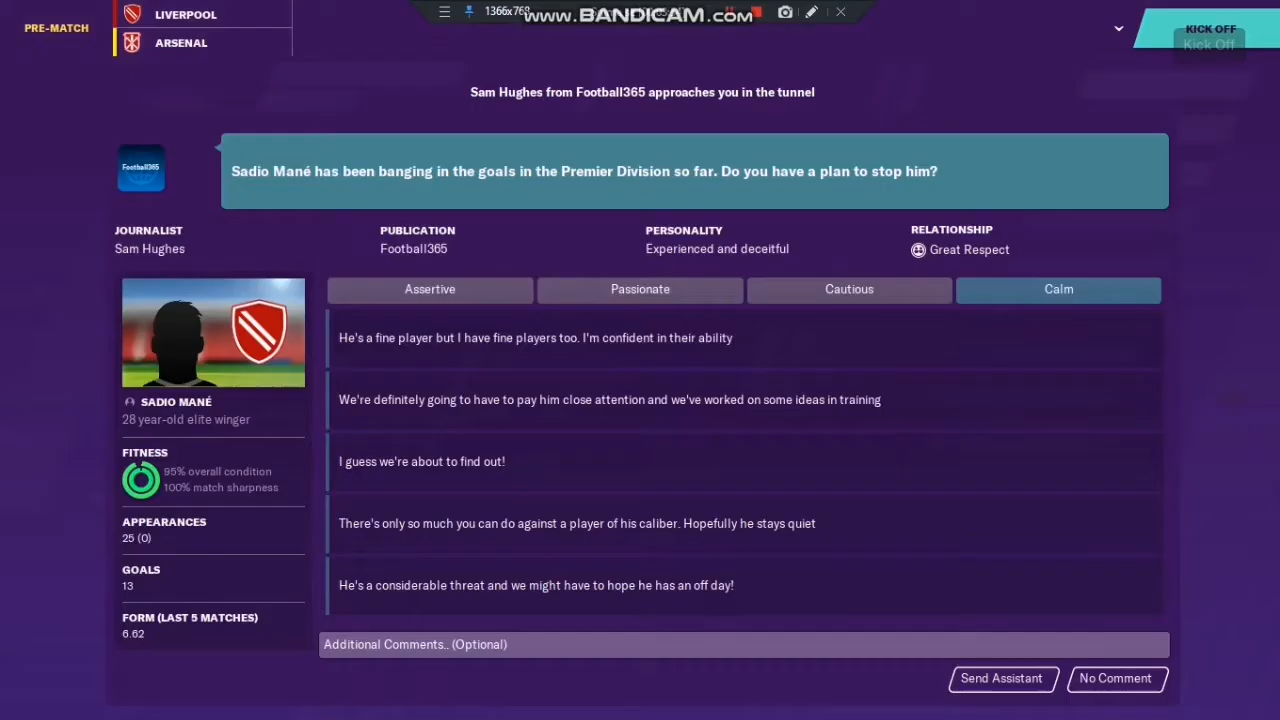 1366x768
www.BANDICAM.com
PRE-MATCH
LIVERPOOL
ARSENAL
KICK OFF
Kick Off
Sam Hughes from Football365 approaches you in the tunnel
Football365
Sadio Mané has been banging in the goals in the Premier Division so far. Do you have a plan to stop him?
JOURNALIST
Sam Hughes
PUBLICATION
Football365
PERSONALITY
Experienced and deceitful
RELATIONSHIP
Great Respect
Assertive
Passionate
Cautious
Calm
He's a fine player but I have fine players too. I'm confident in their ability
We're definitely going to have to pay him close attention and we've worked on some ideas in training
I guess we're about to find out!
There's only so much you can do against a player of his caliber. Hopefully he stays quiet
He's a considerable threat and we might have to hope he has an off day!
SADIO MANÉ
28 year-old elite winger
FITNESS
95% overall condition
100% match sharpness
APPEARANCES
25 (0)
GOALS
13
FORM (LAST 5 MATCHES)
6.62
Additional Comments.. (Optional)
Send Assistant
No Comment